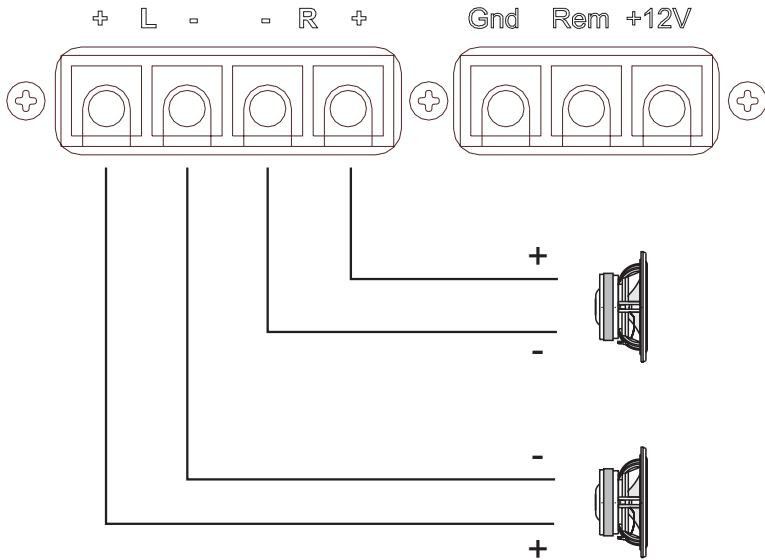 + L - - R + Gnd Rem +12V
+
-
-
+